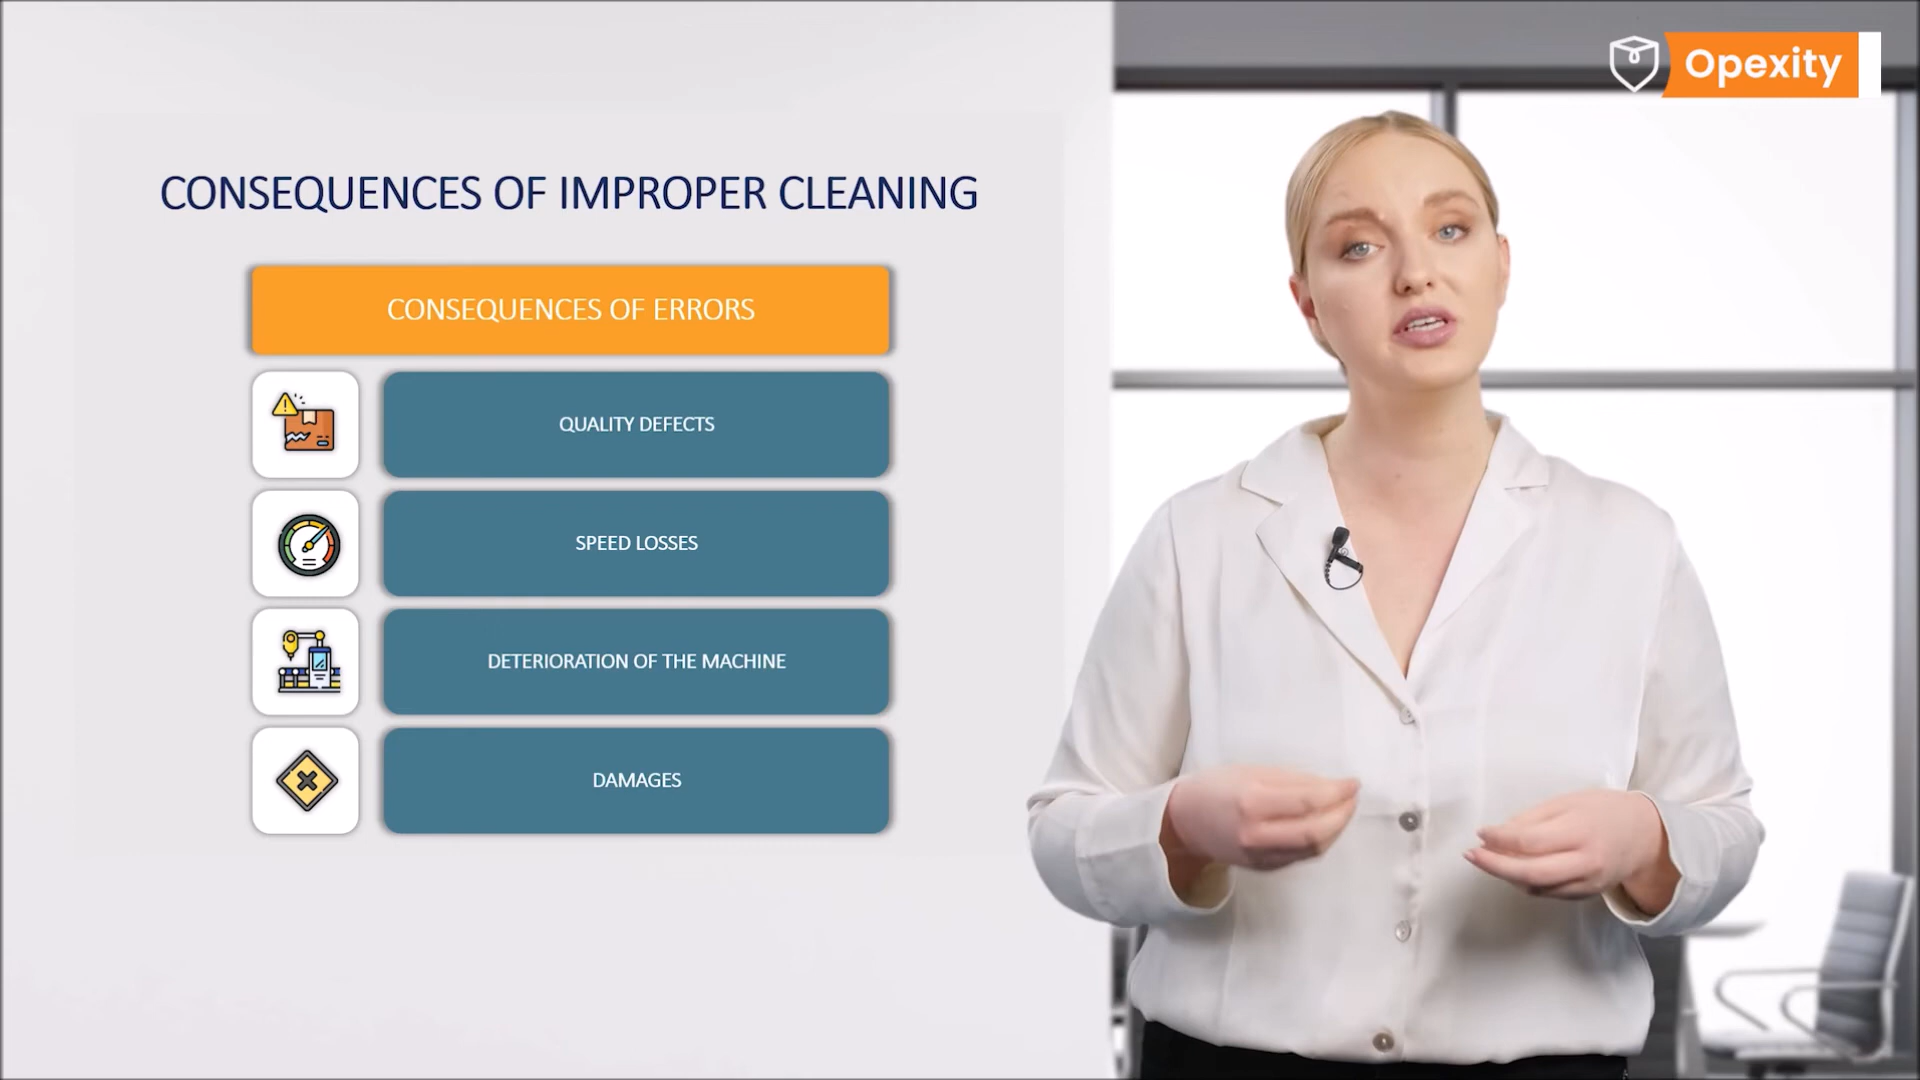 Opexity
CONSEQUENCES OF IMPROPER CLEANING
CONSEQUENCES OF ERRORS
QUALITY DEFECTS
SPEED LOSSES
DETERIORATION OF THE MACHINE
DAMAGES